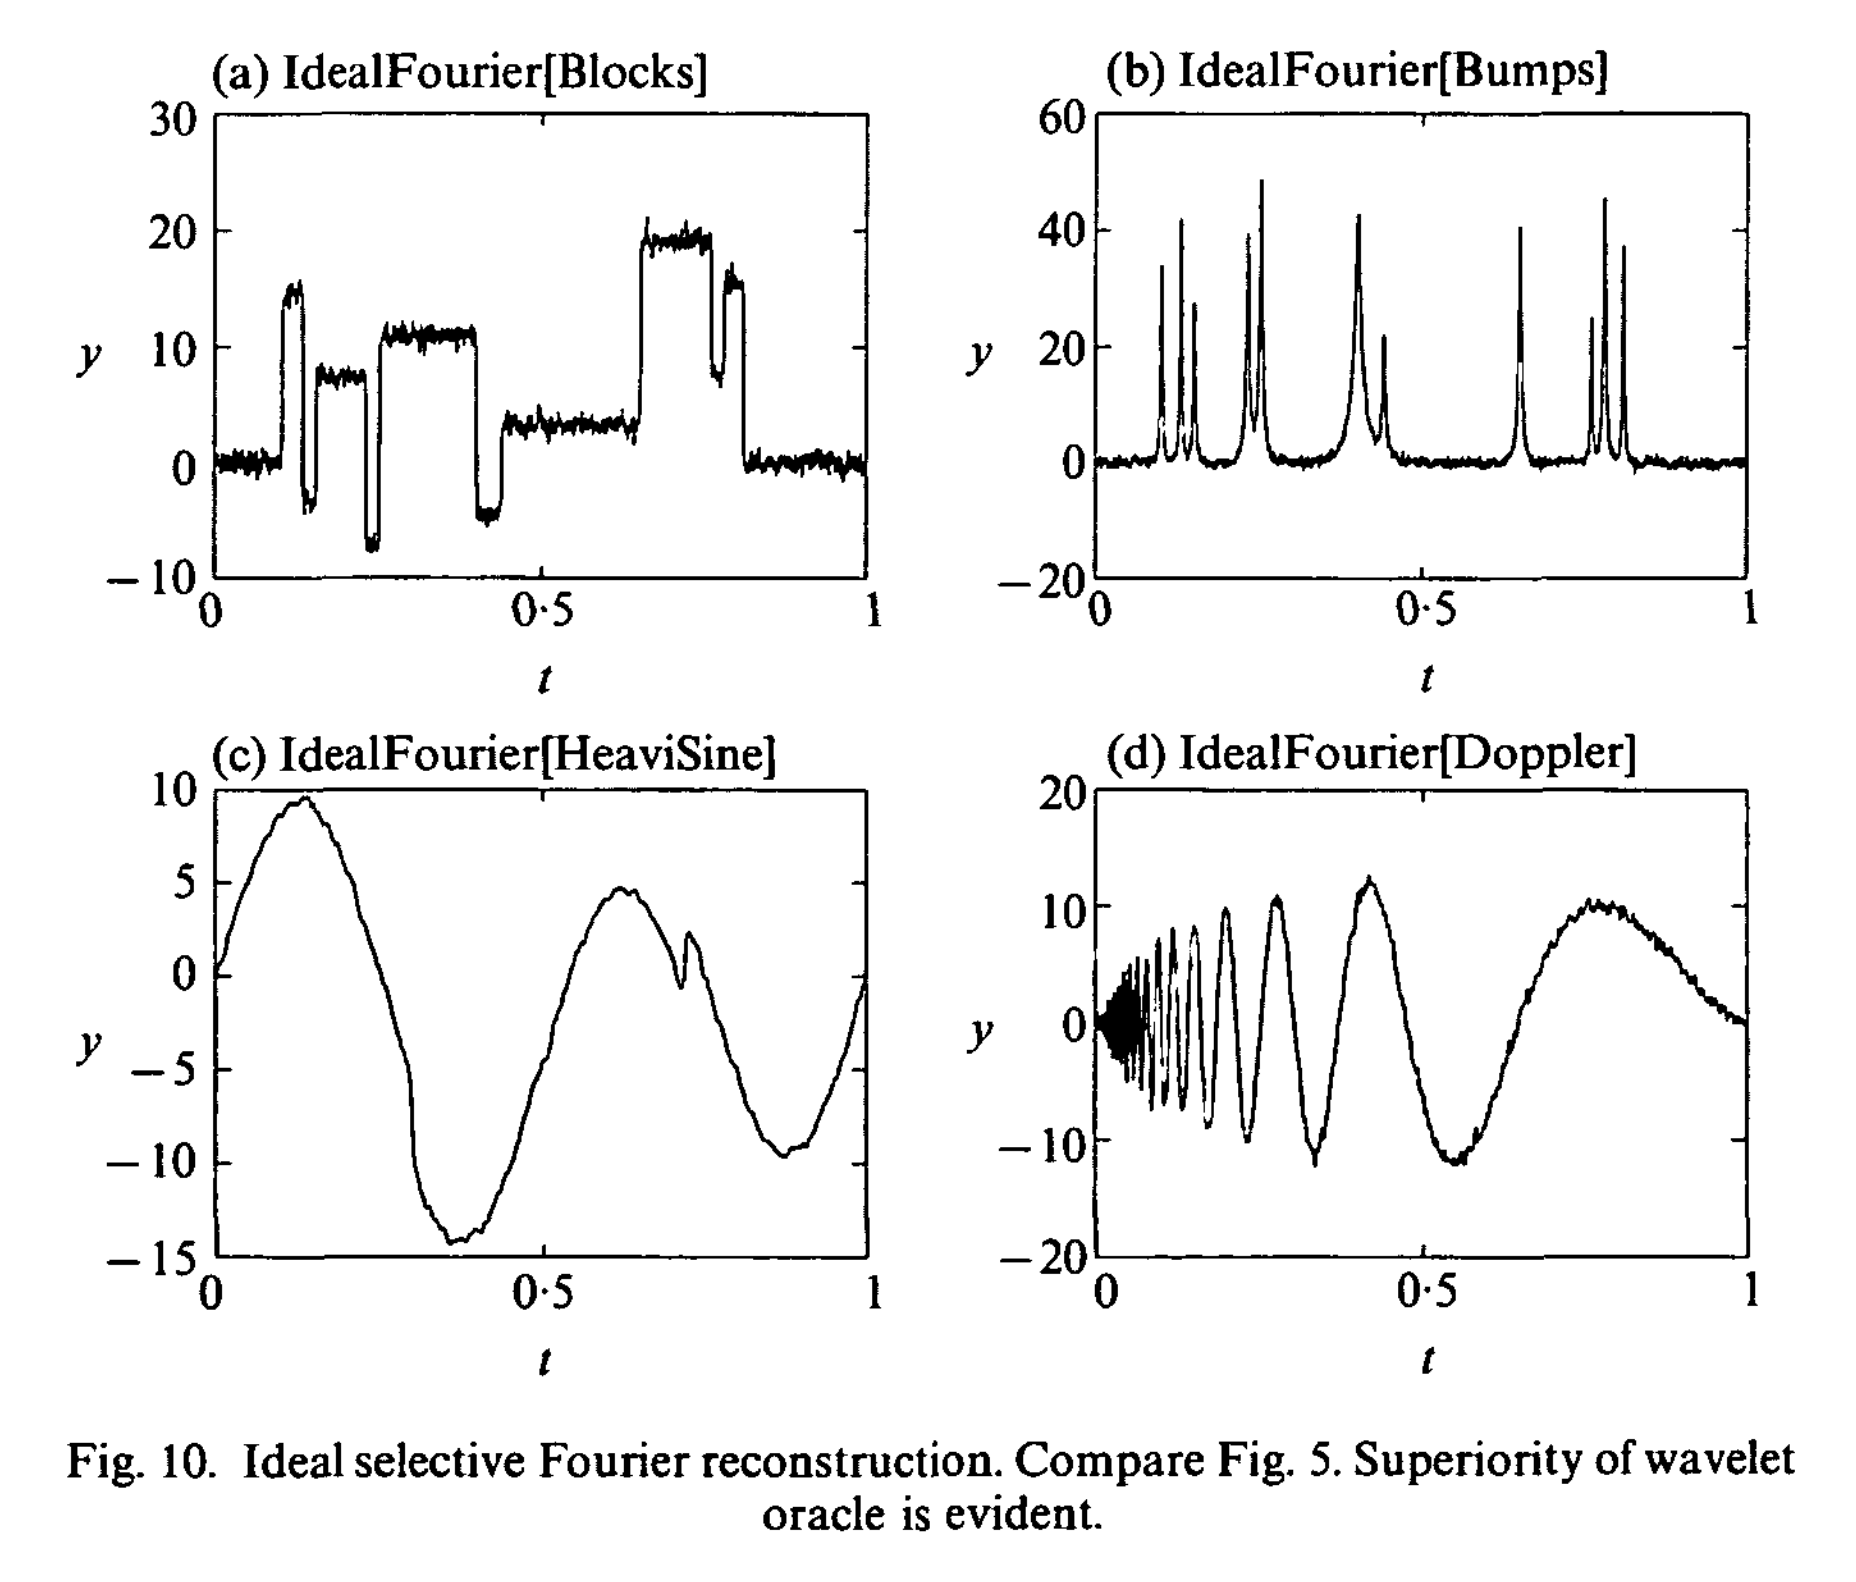 (a) IdealFourier[Blocks]
30
20
10
0
−10
y
0
0·5
1
t
(b) IdealFourier[Bumps]
60
40
20
0
−20
y
0
0·5
1
t
(c) IdealFourier[HeaviSine]
10
5
0
−5
−10
−15
y
0
0·5
1
t
(d) IdealFourier[Doppler]
20
10
0
−10
−20
y
0
0·5
1
t
Fig. 10. Ideal selective Fourier reconstruction. Compare Fig. 5. Superiority of wavelet
oracle is evident.